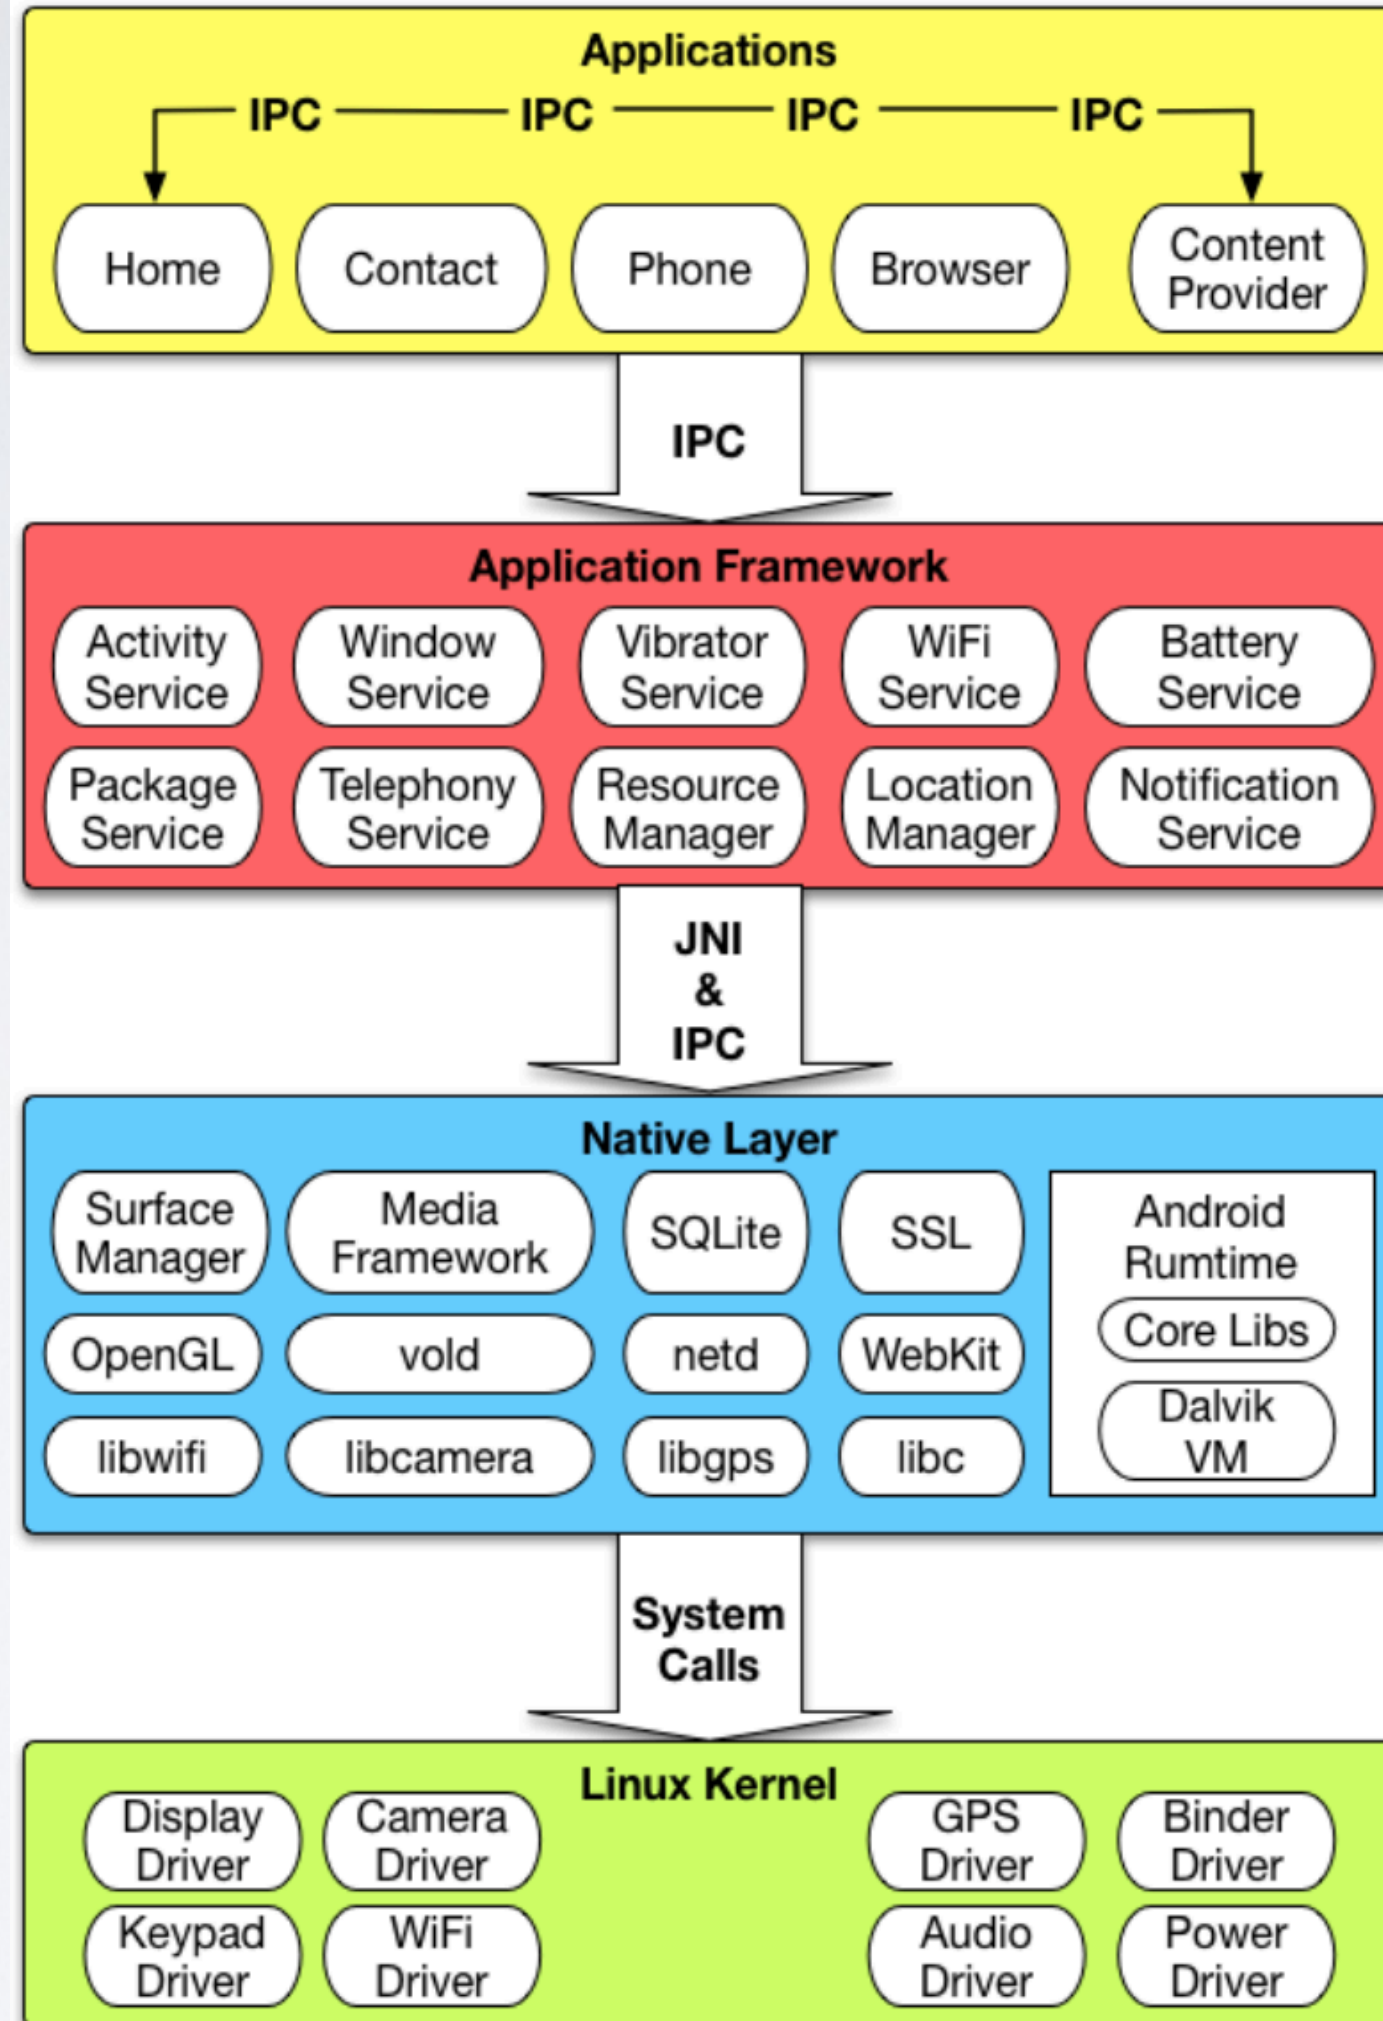 Applications
IPC IPC IPC IPC
Home Contact Phone Browser Content
Provider
IPC
Application Framework
Activity Window Vibrator WiFi Battery
Service Service Service Service Service
Package Telephony Resource Location Notification
Service Service Manager Manager Service
JNI
&
IPC
Native Layer
Surface Media SQLite SSL Android
Manager Framework Rumtime
Core Libs
OpenGL vold netd WebKit
Dalvik
libwifi libcamera libgps libc VM
System
Calls
Linux Kernel
Display Camera GPS Binder
Driver Driver Driver Driver
Keypad WiFi Audio Power
Driver Driver Driver Driver